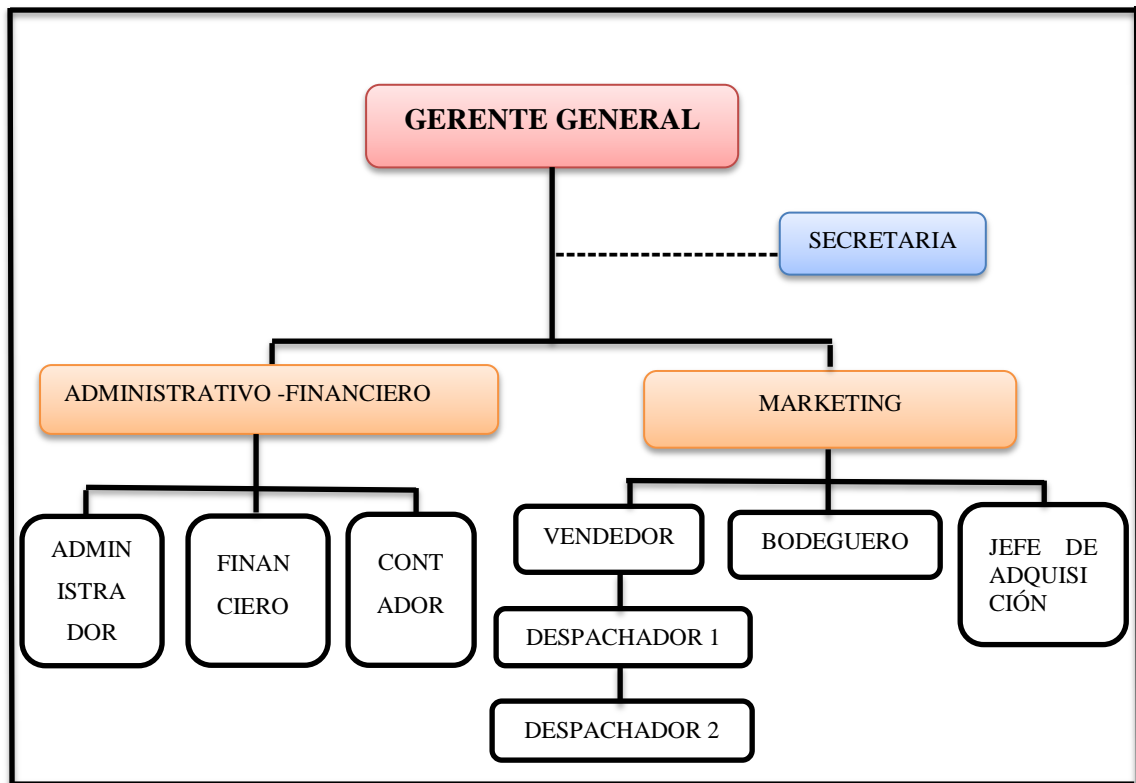 GERENTE GENERAL
SECRETARIA
ADMINISTRATIVO -FINANCIERO
MARKETING
ADMIN
ISTRA
DOR
FINAN
CIERO
CONT
ADOR
VENDEDOR
DESPACHADOR 1
DESPACHADOR 2
BODEGUERO
JEFE DE
ADQUISI
CIÓN